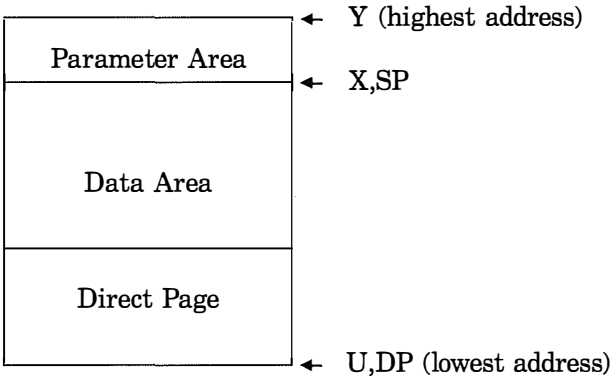 Y (highest address)
Parameter Area
X,SP
Data Area
Direct Page
U,DP (lowest address)